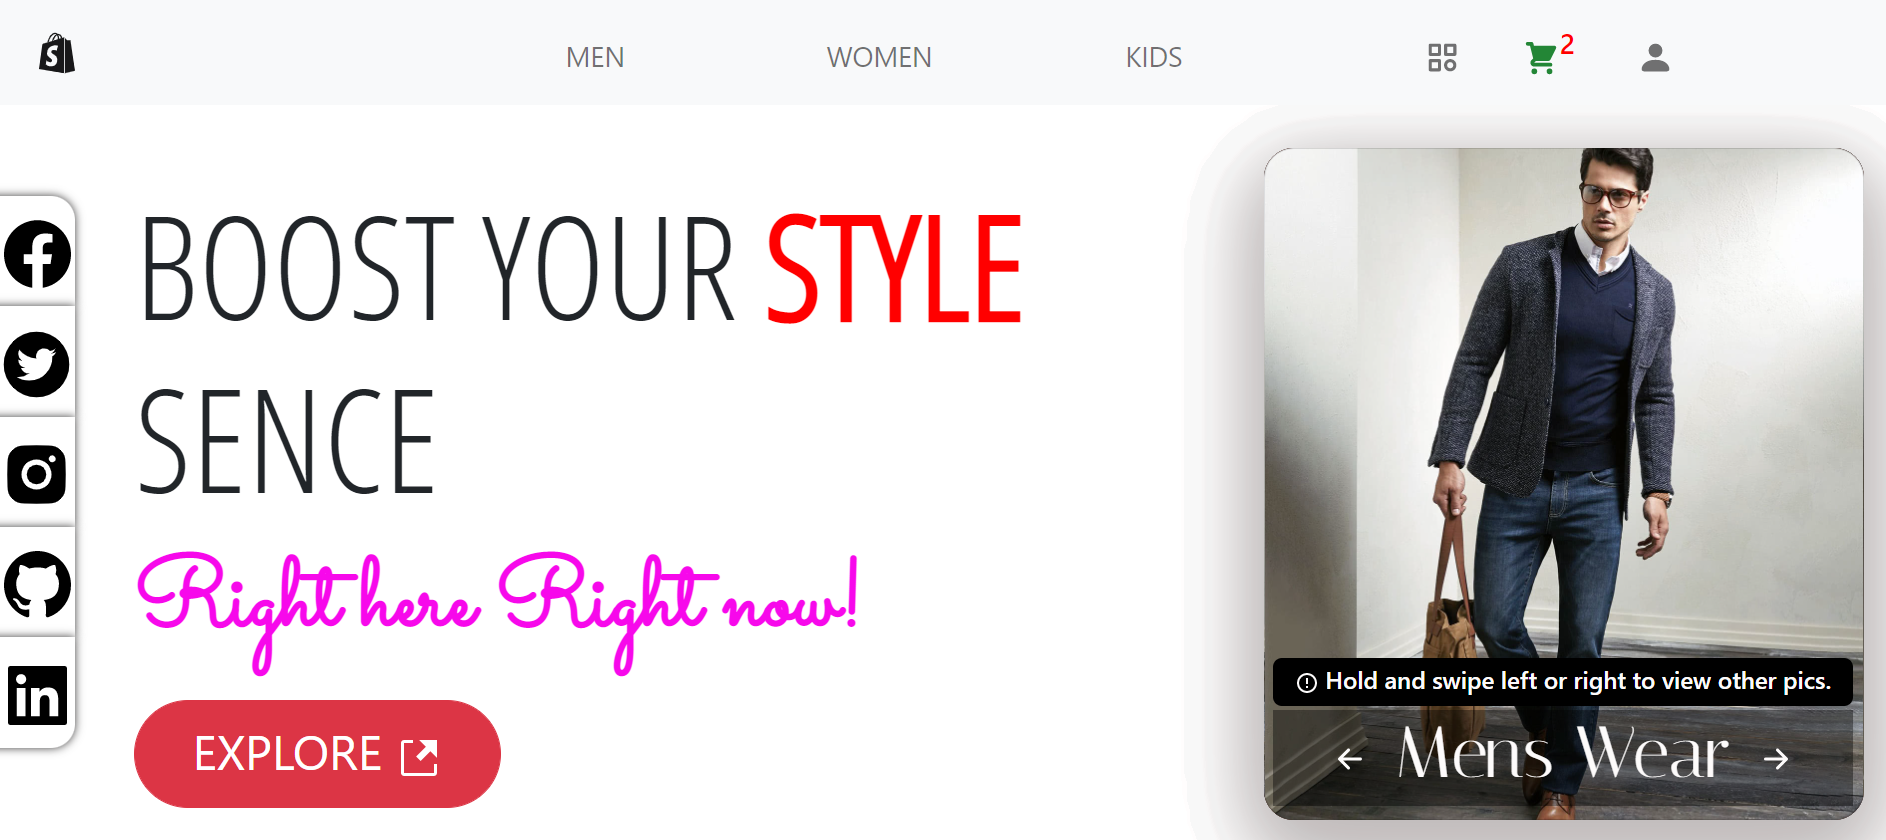 S
MEN
WOMEN
KIDS
2
BOOST YOUR STYLE
SENCE
Right here Right now!
EXPLORE
in
Hold and swipe left or right to view other pics.
Mens Wear